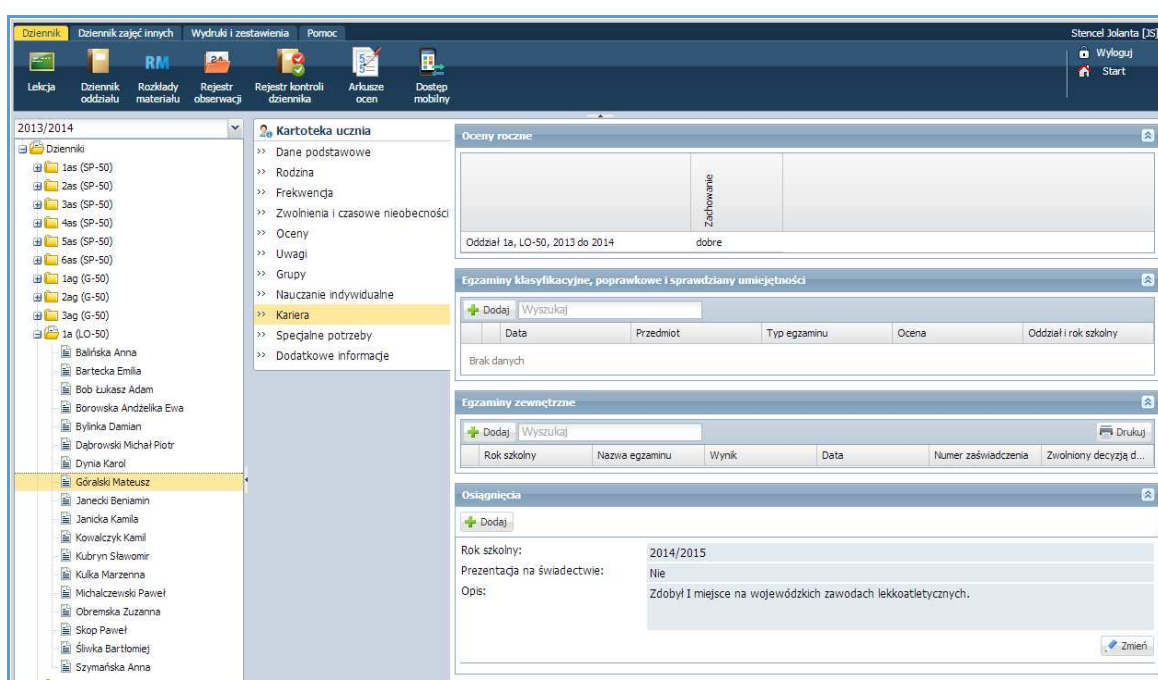 Dziennik Dziennik zajęć innych Wydruki i zestawienia Pomoc Stencel Jolanta [JS]
Wyloguj
Start
RM
Lekcja Dziennik oddziału Rozkłady materiału Rejestr obserwacji Rejestr kontroli dziennika Arkusze ocen Dostęp mobilny
2013/2014
Dzienniki
1as (SP-50)
2as (SP-50)
3as (SP-50)
4as (SP-50)
5as (SP-50)
6as (SP-50)
1ag (G-50)
2ag (G-50)
3ag (G-50)
1a (LO-50)
Balińska Anna
Bartecka Emilia
Bob Łukasz Adam
Borowska Andżelika Ewa
Bylinka Damian
Dąbrowski Michał Piotr
Dynia Karol
Góralski Mateusz
Janecki Beniamin
Janicka Kamila
Kowalczyk Kamil
Kubryn Sławomir
Kulka Marzenna
Michalczewski Paweł
Obremska Zuzanna
Skop Paweł
Śliwka Bartłomiej
Szymańska Anna
Kartoteka ucznia
Dane podstawowe
Rodzina
Frekwencja
Zwolnienia i czasowe nieobecności
Oceny
Uwagi
Grupy
Nauczanie indywidualne
Kariera
Specjalne potrzeby
Dodatkowe informacje
Oceny roczne
Zachowanie
Oddział 1a, LO-50, 2013 do 2014 dobre
Egzaminy klasyfikacyjne, poprawkowe i sprawdziany umiejętności
Dodaj Wyszukaj
Data Przedmiot Typ egzaminu Ocena Oddział i rok szkolny
Brak danych
Egzaminy zewnętrzne
Dodaj Wyszukaj Drukuj
Rok szkolny Nazwa egzaminu Wynik Data Numer zaświadczenia Zwolniony decyzją d...
Osiągnięcia
Dodaj
Rok szkolny: 2014/2015
Prezentacja na świadectwie: Nie
Opis: Zdobył I miejsce na wojewódzkich zawodach lekkoatletycznych.
Zmień